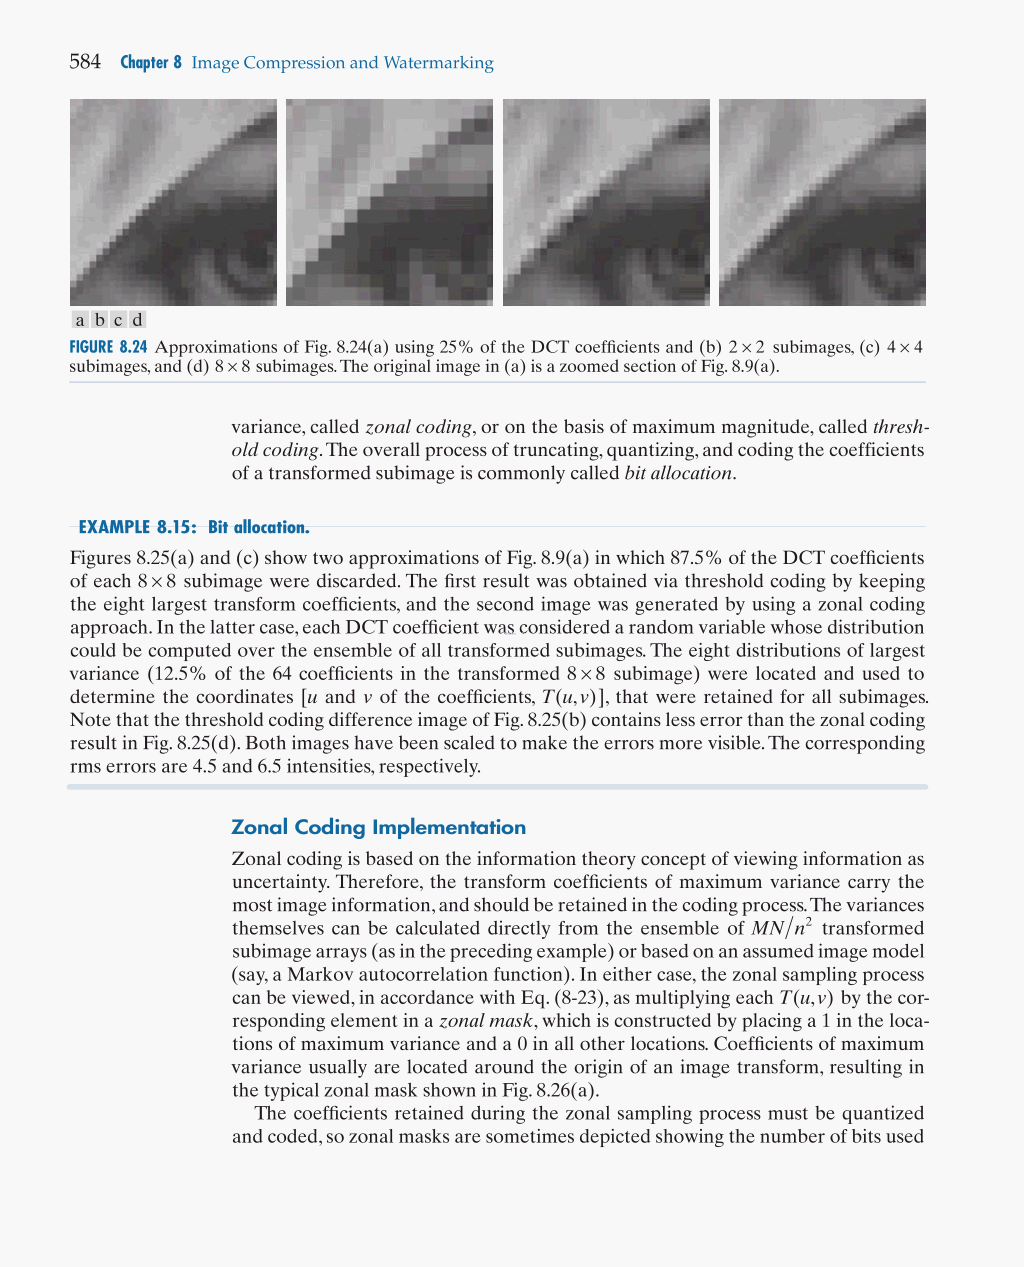 584 Chapter 8 Image Compression and Watermarking
a b c d
FIGURE 8.24 Approximations of Fig. 8.24(a) using 25% of the DCT coefficients and (b) 2 × 2 subimages, (c) 4 × 4
subimages, and (d) 8 × 8 subimages. The original image in (a) is a zoomed section of Fig. 8.9(a).
variance, called zonal coding, or on the basis of maximum magnitude, called thresh-
old coding. The overall process of truncating, quantizing, and coding the coefficients
of a transformed subimage is commonly called bit allocation.
EXAMPLE 8.15: Bit allocation.
Figures 8.25(a) and (c) show two approximations of Fig. 8.9(a) in which 87.5% of the DCT coefficients
of each 8 × 8 subimage were discarded. The first result was obtained via threshold coding by keeping
the eight largest transform coefficients, and the second image was generated by using a zonal coding
approach. In the latter case, each DCT coefficient was considered a random variable whose distribution
could be computed over the ensemble of all transformed subimages. The eight distributions of largest
variance (12.5% of the 64 coefficients in the transformed 8 × 8 subimage) were located and used to
determine the coordinates [u and v of the coefficients, T(u,v)], that were retained for all subimages.
Note that the threshold coding difference image of Fig. 8.25(b) contains less error than the zonal coding
result in Fig. 8.25(d). Both images have been scaled to make the errors more visible. The corresponding
rms errors are 4.5 and 6.5 intensities, respectively.
Zonal Coding Implementation
Zonal coding is based on the information theory concept of viewing information as
uncertainty. Therefore, the transform coefficients of maximum variance carry the
most image information, and should be retained in the coding process. The variances
themselves can be calculated directly from the ensemble of MN/n² transformed
subimage arrays (as in the preceding example) or based on an assumed image model
(say, a Markov autocorrelation function). In either case, the zonal sampling process
can be viewed, in accordance with Eq. (8-23), as multiplying each T(u,v) by the cor-
responding element in a zonal mask, which is constructed by placing a 1 in the loca-
tions of maximum variance and a 0 in all other locations. Coefficients of maximum
variance usually are located around the origin of an image transform, resulting in
the typical zonal mask shown in Fig. 8.26(a).
The coefficients retained during the zonal sampling process must be quantized
and coded, so zonal masks are sometimes depicted showing the number of bits used